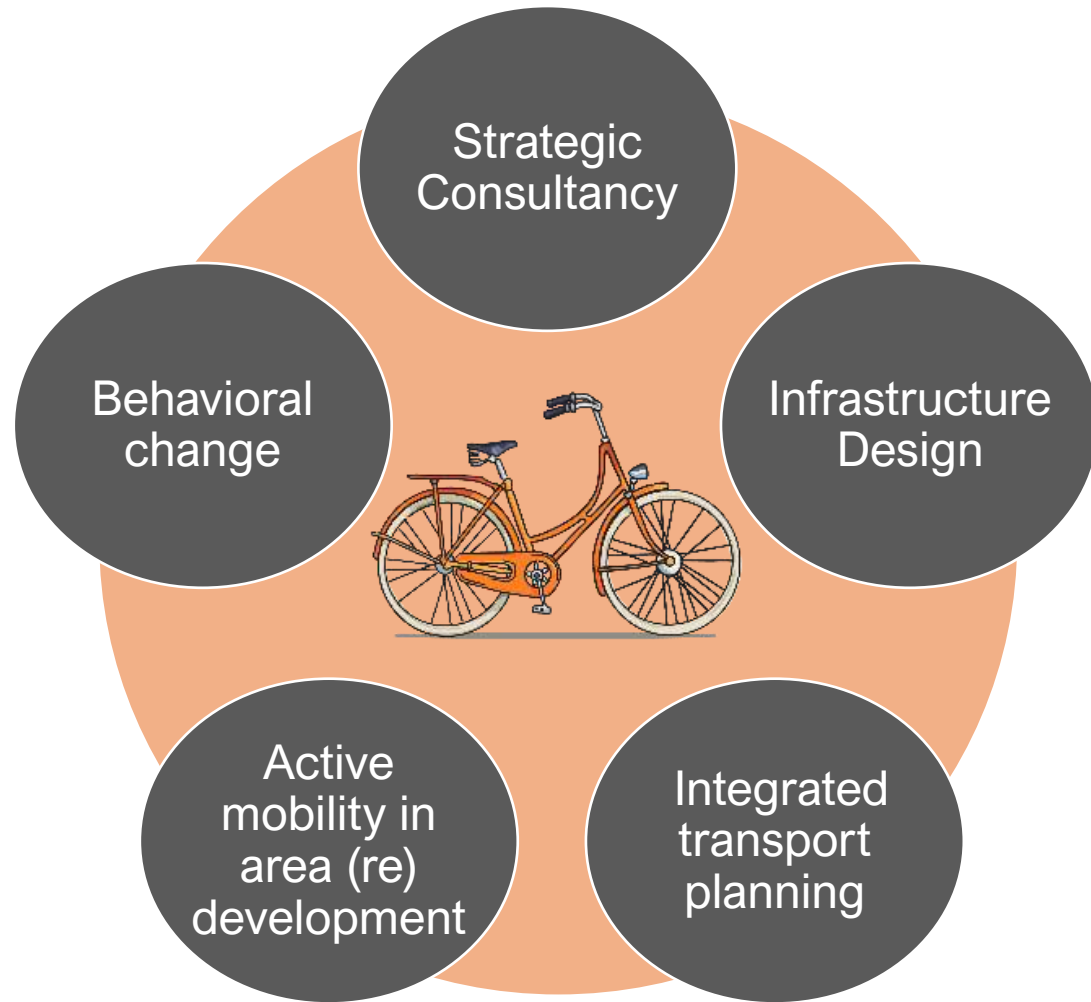 Strategic
Consultancy
Behavioral
change
Infrastructure
Design
Active
mobility in
area (re)
development
Integrated
transport
planning